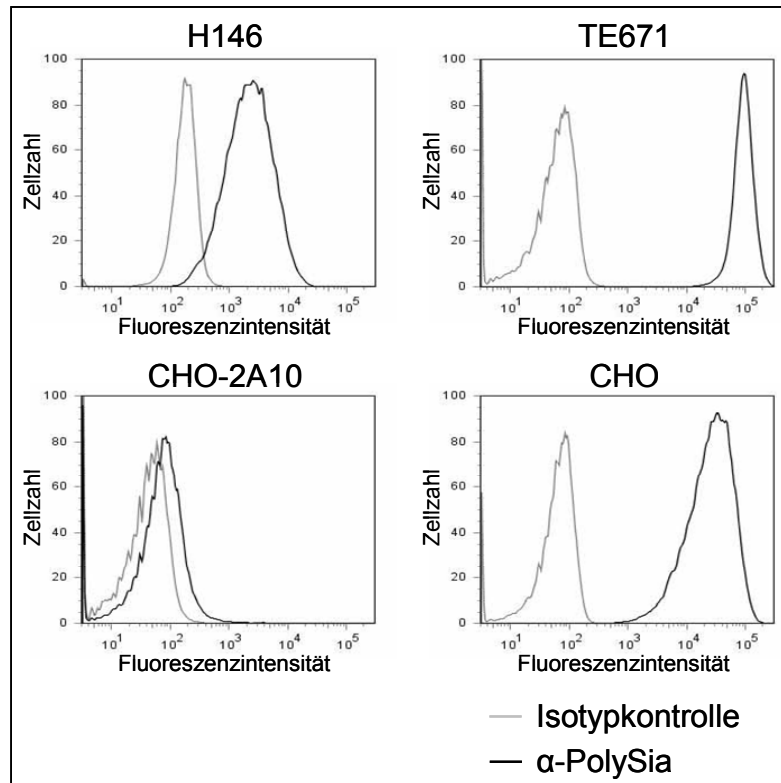 H146
TE671
100
80
60
40
20
0
Zellzahl
10¹ 10² 10³ 10⁴ 10⁵
Fluoreszenzintensität
100
80
60
40
20
0
Zellzahl
10¹ 10² 10³ 10⁴ 10⁵
Fluoreszenzintensität
CHO-2A10
CHO
100
80
60
40
20
0
Zellzahl
10¹ 10² 10³ 10⁴ 10⁵
Fluoreszenzintensität
100
80
60
40
20
0
Zellzahl
10¹ 10² 10³ 10⁴ 10⁵
Fluoreszenzintensität
Isotypkontrolle
α-PolySia